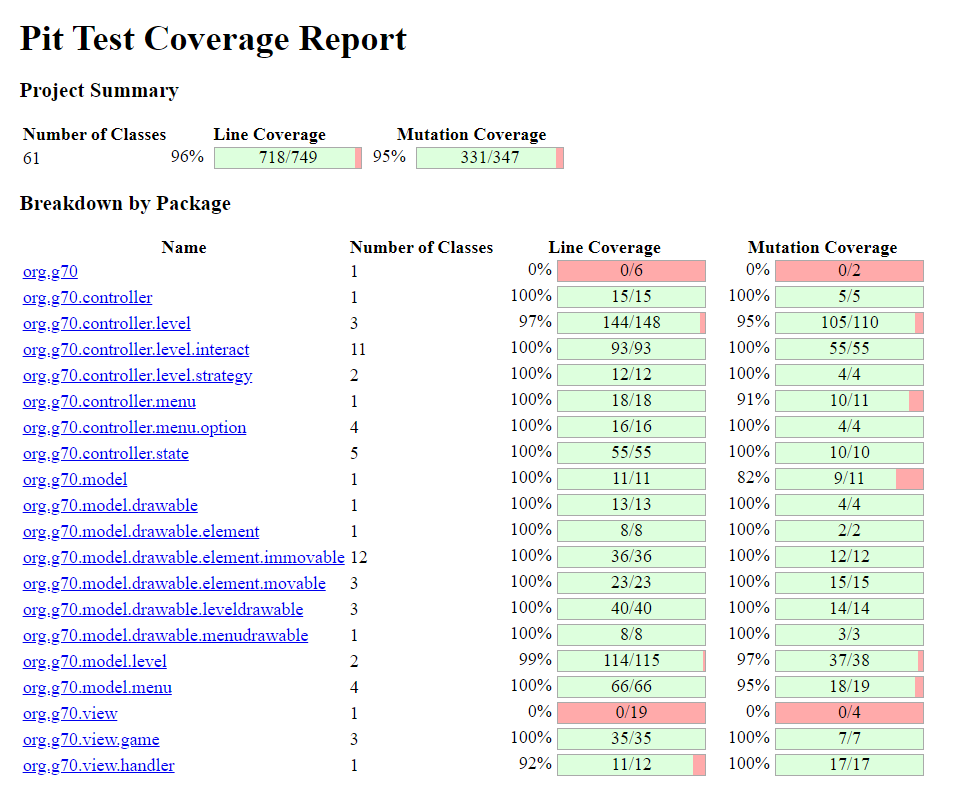 Pit Test Coverage Report
Project Summary
Number of Classes Line Coverage Mutation Coverage
61 96% 718/749 95% 331/347
Breakdown by Package
Name Number of Classes Line Coverage Mutation Coverage
org.g70 1 0% 0/6 0% 0/2
org.g70.controller 1 100% 15/15 100% 5/5
org.g70.controller.level 3 97% 144/148 95% 105/110
org.g70.controller.level.interact 11 100% 93/93 100% 55/55
org.g70.controller.level.strategy 2 100% 12/12 100% 4/4
org.g70.controller.menu 1 100% 18/18 91% 10/11
org.g70.controller.menu.option 4 100% 16/16 100% 4/4
org.g70.controller.state 5 100% 55/55 100% 10/10
org.g70.model 1 100% 11/11 82% 9/11
org.g70.model.drawable 1 100% 13/13 100% 4/4
org.g70.model.drawable.element 1 100% 8/8 100% 2/2
org.g70.model.drawable.element.immovable 12 100% 36/36 100% 12/12
org.g70.model.drawable.element.movable 3 100% 23/23 100% 15/15
org.g70.model.drawable.leveldrawable 3 100% 40/40 100% 14/14
org.g70.model.drawable.menudrawable 1 100% 8/8 100% 3/3
org.g70.model.level 2 99% 114/115 97% 37/38
org.g70.model.menu 4 100% 66/66 95% 18/19
org.g70.view 1 0% 0/19 0% 0/4
org.g70.view.game 3 100% 35/35 100% 7/7
org.g70.view.handler 1 92% 11/12 100% 17/17